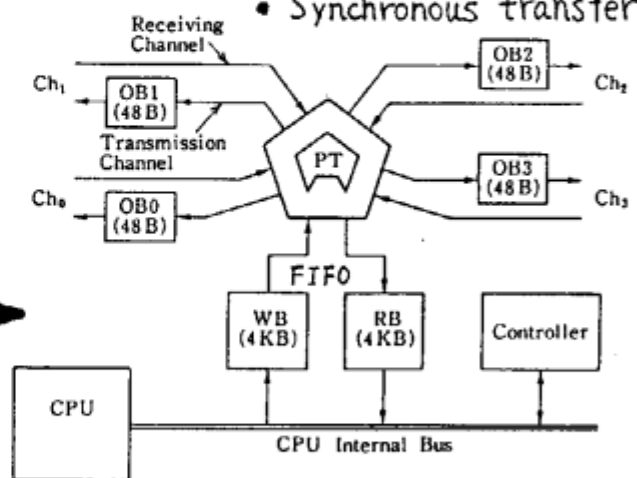 • Synchronous transfer
Receiving
Channel
OB2
(48B)
Ch₁
OB1
(48B)
Ch₂
Transmission
Channel
PT
OB3
(48B)
Ch₀
OB0
(48B)
Ch₃
FIFO
WB
(4KB)
RB
(4KB)
Controller
CPU
CPU Internal Bus